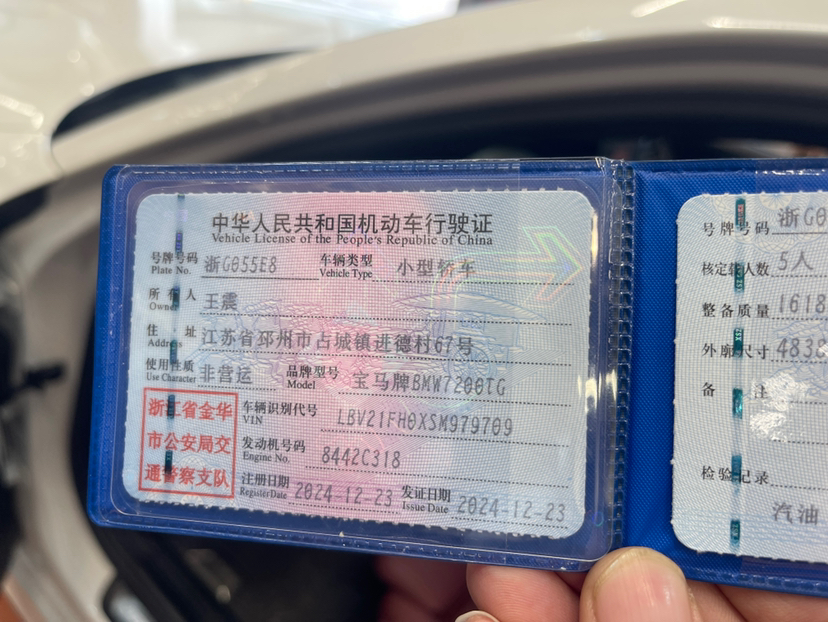 中华人民共和国机动车行驶证
Vehicle License of the People's Republic of China
号牌号码 浙G055E8 车辆类型 小型轿车
Plate No. Vehicle Type
所有人 王震
Owner
住址 江苏省邳州市古城镇进德村67号
Address
使用性质 非营运 品牌型号 宝马牌BMW7200TG
Use Character Model
浙江省金华
市公安局交
通警察支队
车辆识别代号 LBV21FH0XSM979709
VIN
发动机号码 8442C318
Engine No.
注册日期 2024-12-23 发证日期 2024-12-23
Register Date Issue Date
号牌号码 浙G0
核定载人数 5人
整备质量 1618
外廓尺寸 4838
备注
检验记录
汽油